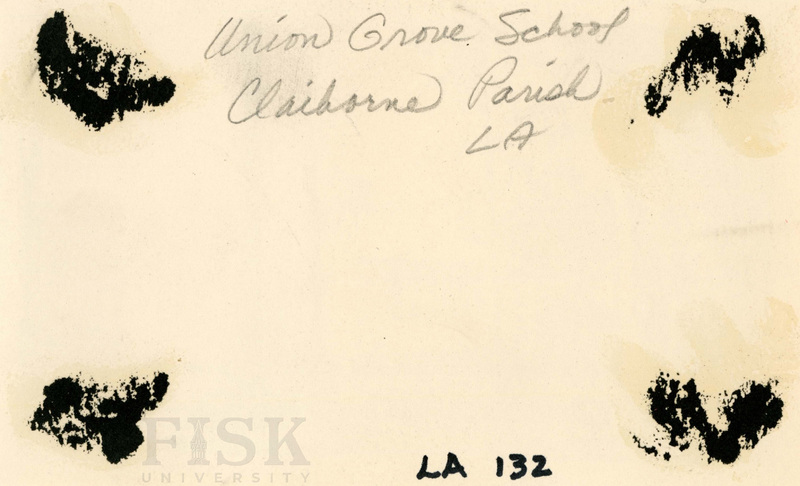 Union Grove School
Claiborne Parish
LA
FISK
UNIVERSITY
LA 132